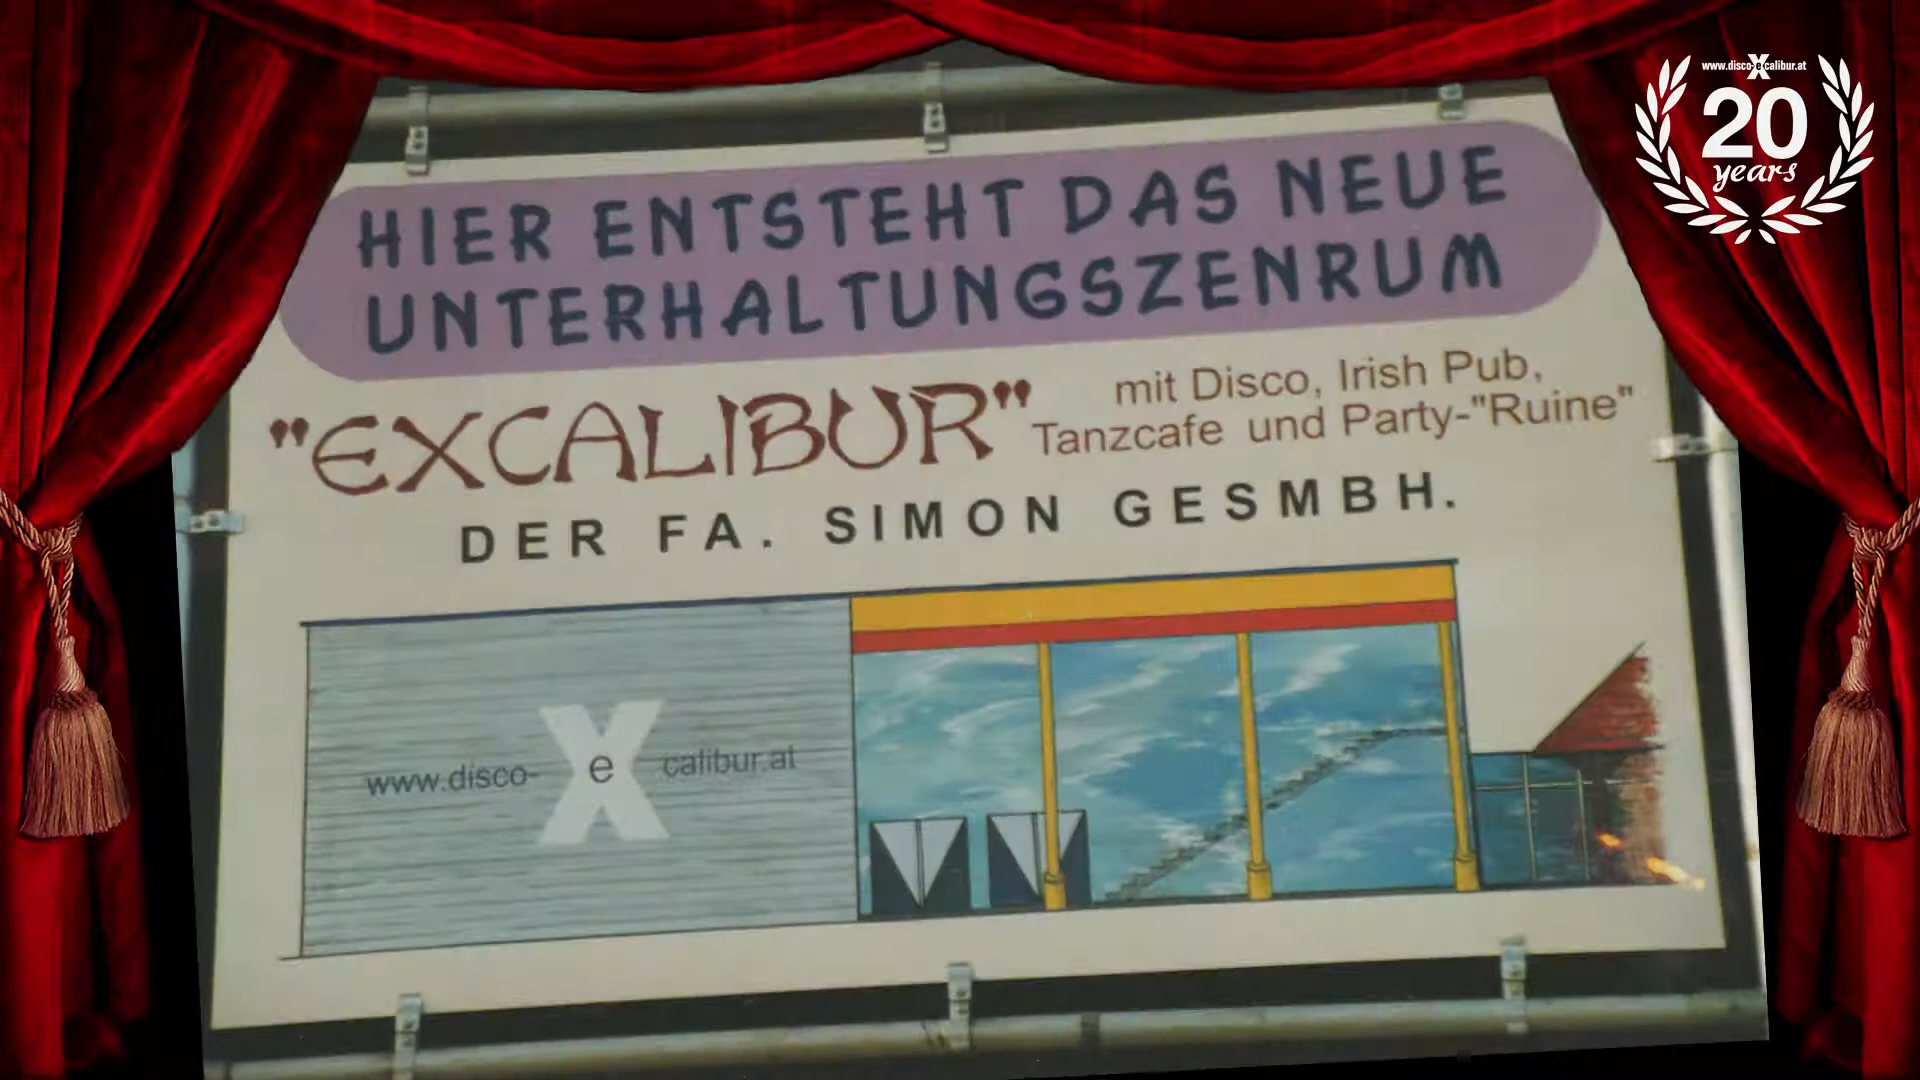 www.disco-excalibur.at
20
years
HIER ENTSTEHT DAS NEUE
UNTERHALTUNGSZENRUM
"EXCALIBUR"
mit Disco, Irish Pub,
Tanzcafe und Party-"Ruine"
DER FA. SIMON GESMBH.
www.disco- X e calibur.at